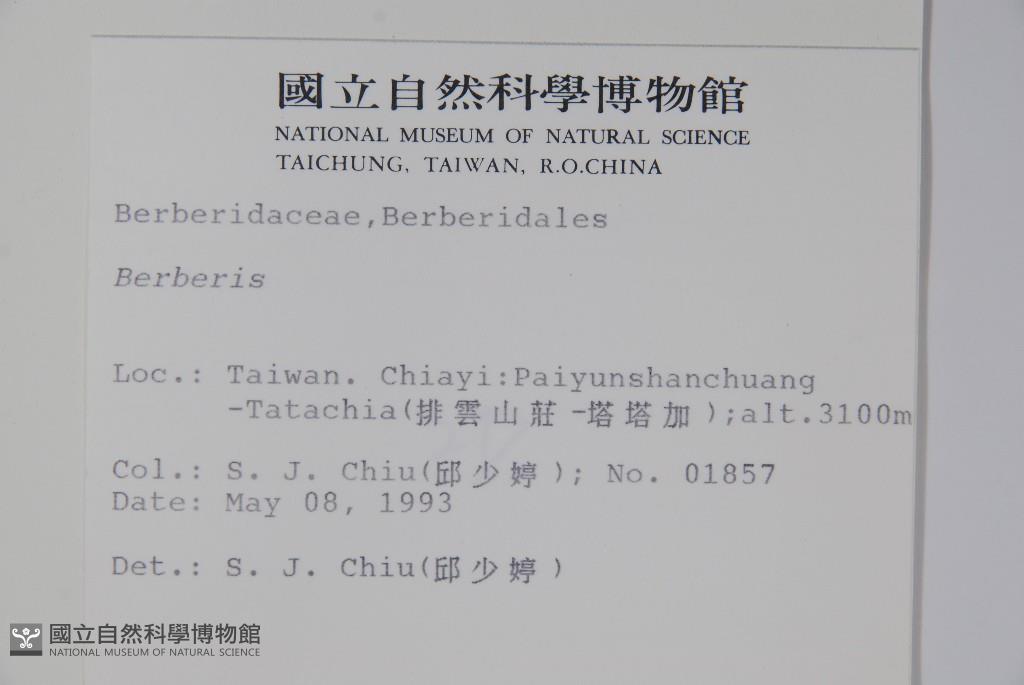 國立自然科學博物館
NATIONAL MUSEUM OF NATURAL SCIENCE
TAICHUNG, TAIWAN, R.O.CHINA
Berberidaceae,Berberidales
Berberis
Loc.: Taiwan. Chiayi:Paiyunshanchuang
-Tatachia(排雲山莊-塔塔加);alt.3100m
Col.: S. J. Chiu(邱少婷); No. 01857
Date: May 08, 1993
Det.: S. J. Chiu(邱少婷)
國立自然科學博物館
NATIONAL MUSEUM OF NATURAL SCIENCE